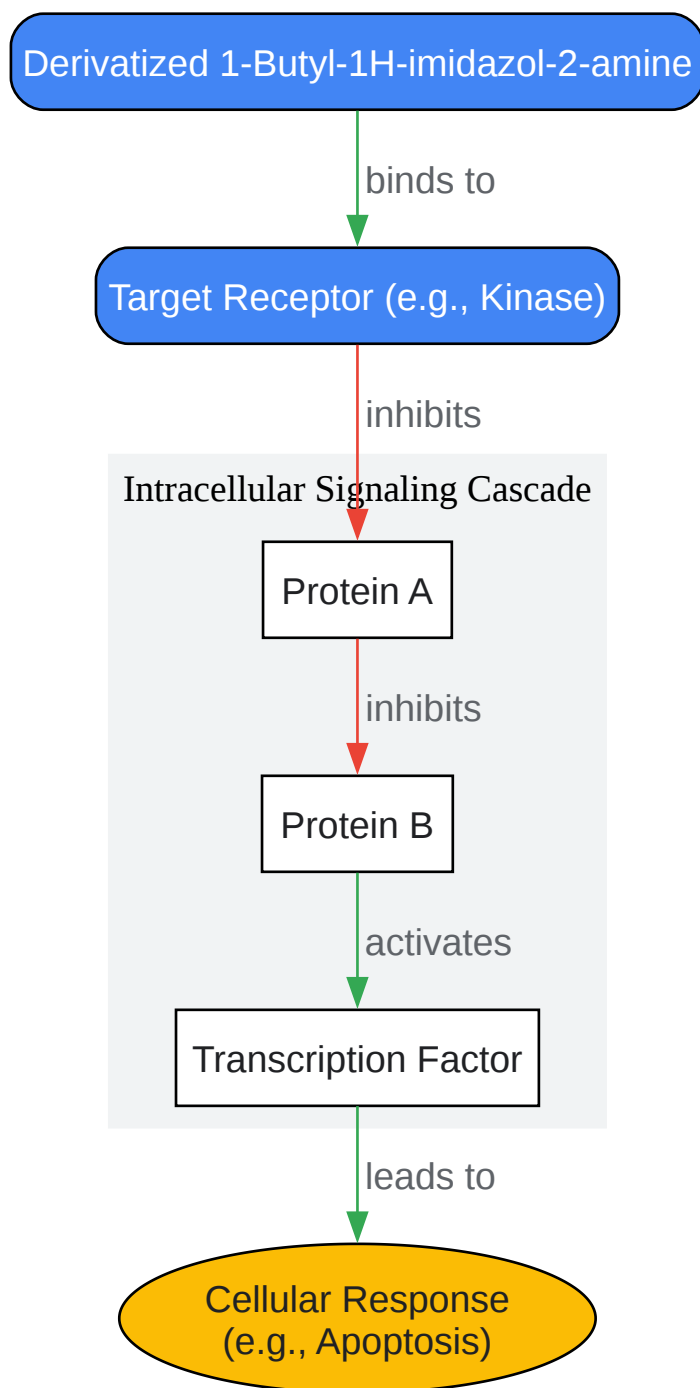 Derivatized 1-Butyl-1H-imidazol-2-amine
binds to
Target Receptor (e.g., Kinase)
inhibits
Intracellular Signaling Cascade
Protein A
inhibits
Protein B
activates
Transcription Factor
leads to
Cellular Response
(e.g., Apoptosis)